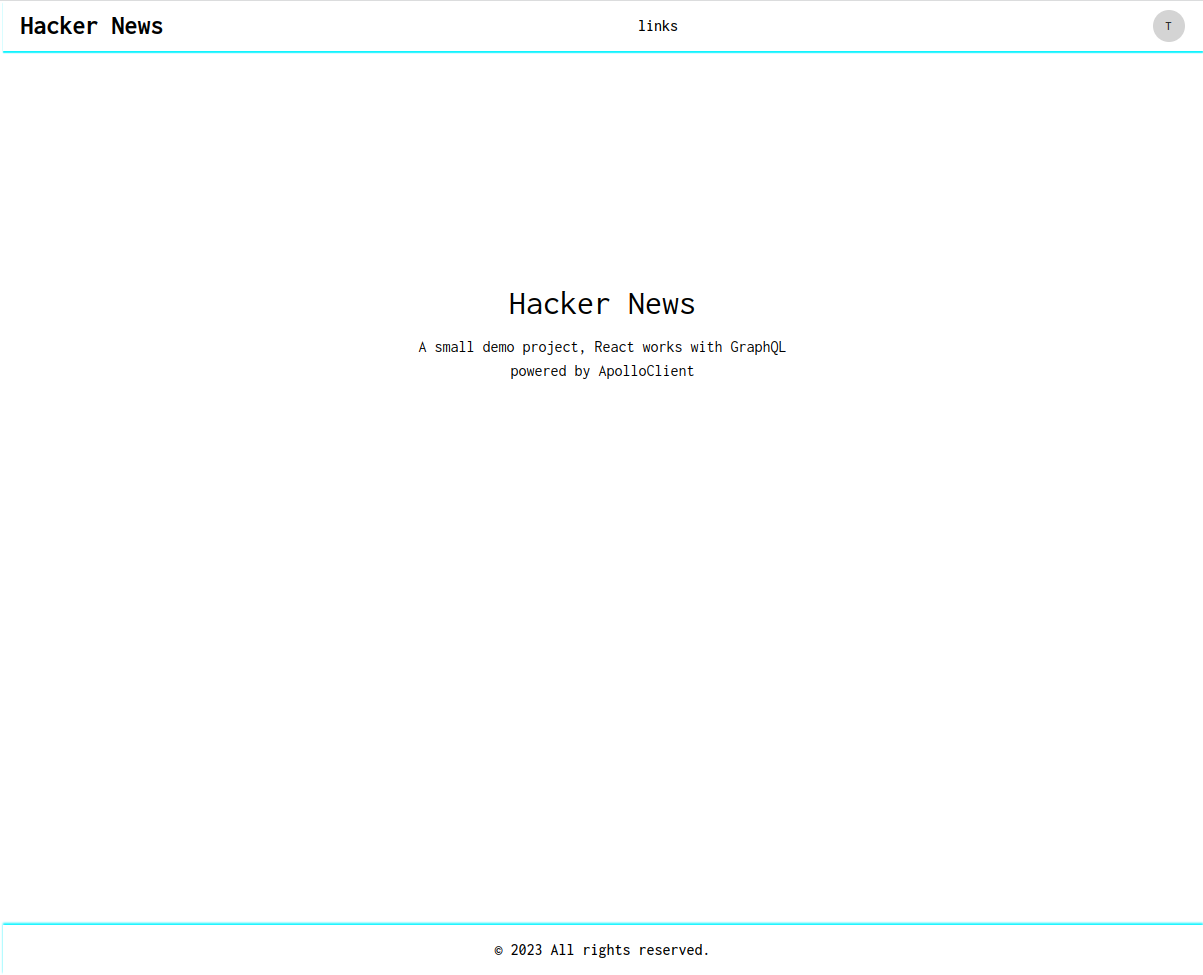 Hacker News
links
T
Hacker News
A small demo project, React works with GraphQL
powered by ApolloClient
© 2023 All rights reserved.